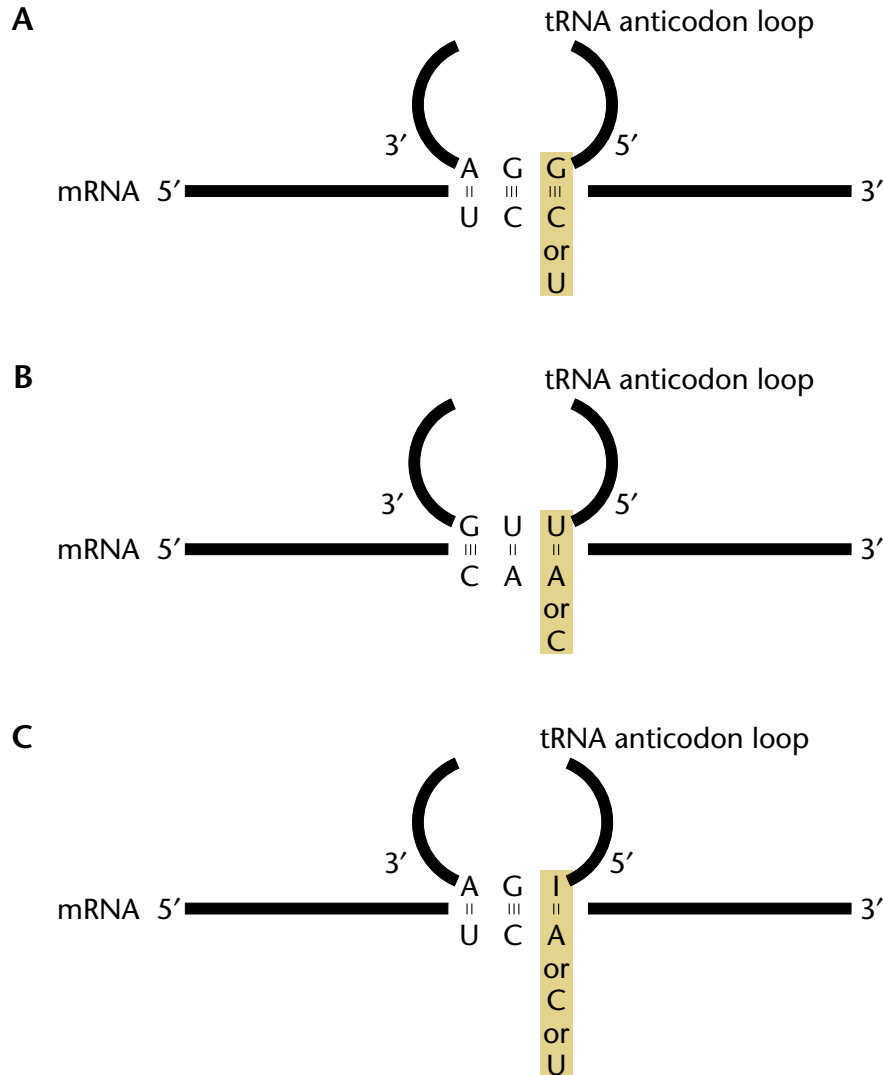 A
tRNA anticodon loop
3′ 5′
A G G
mRNA 5′ 3′
U C C
or
U
B
tRNA anticodon loop
3′ 5′
G U U
mRNA 5′ 3′
C A A
or
C
C
tRNA anticodon loop
3′ 5′
A G I
mRNA 5′ 3′
U C A
or
C
or
U